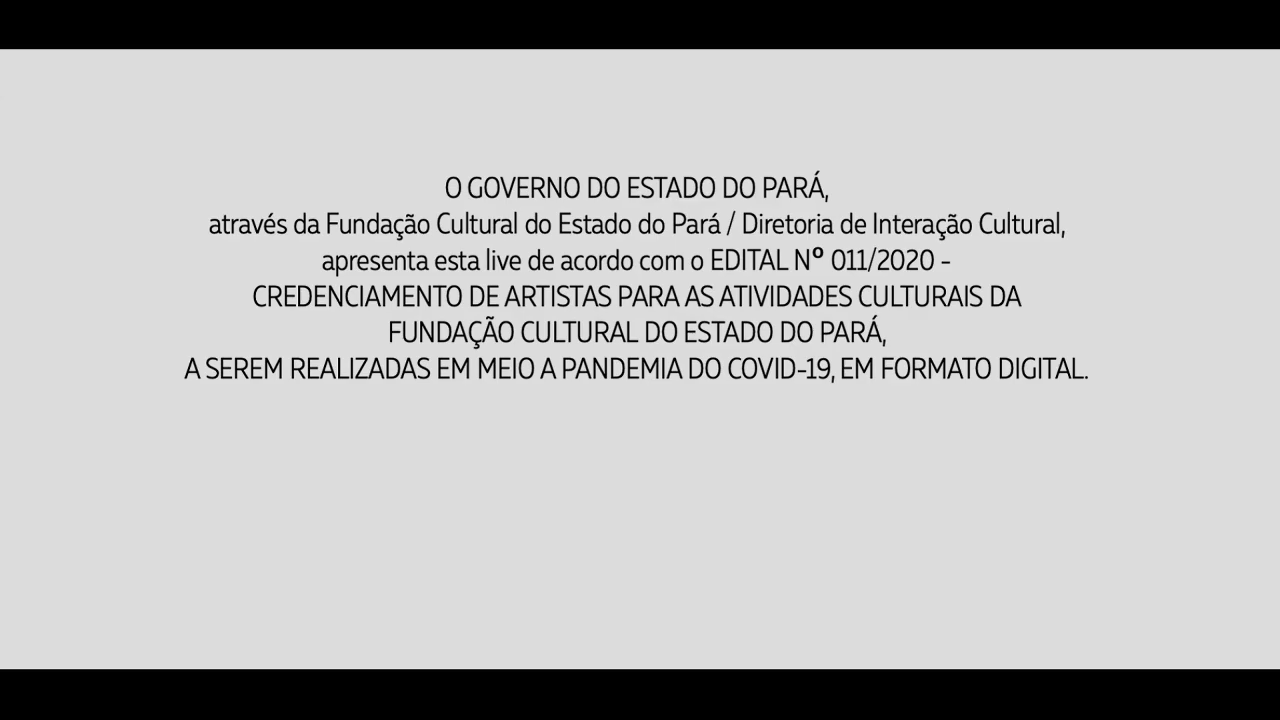 O GOVERNO DO ESTADO DO PARÁ,
através da Fundação Cultural do Estado do Pará / Diretoria de Interação Cultural,
apresenta esta live de acordo com o EDITAL Nº 011/2020 -
CREDENCIAMENTO DE ARTISTAS PARA AS ATIVIDADES CULTURAIS DA
FUNDAÇÃO CULTURAL DO ESTADO DO PARÁ,
A SEREM REALIZADAS EM MEIO A PANDEMIA DO COVID-19, EM FORMATO DIGITAL.